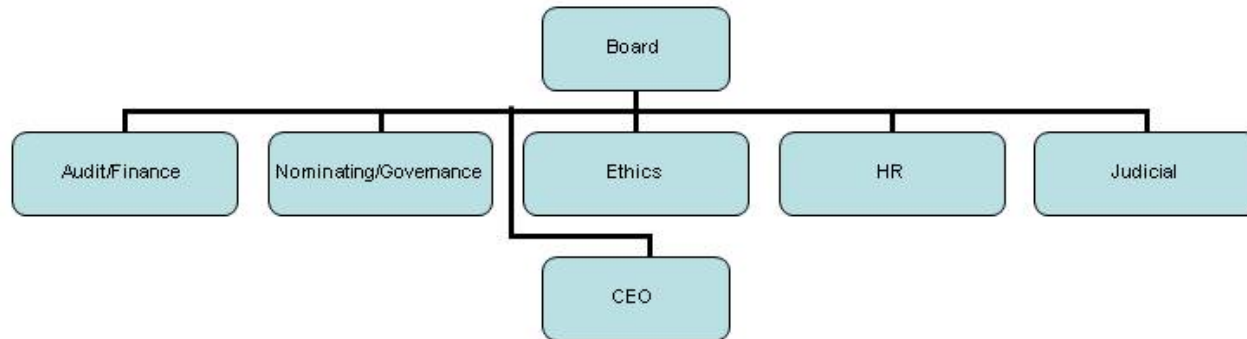 Board
Audit/Finance
Nominating/Governance
Ethics
HR
Judicial
CEO